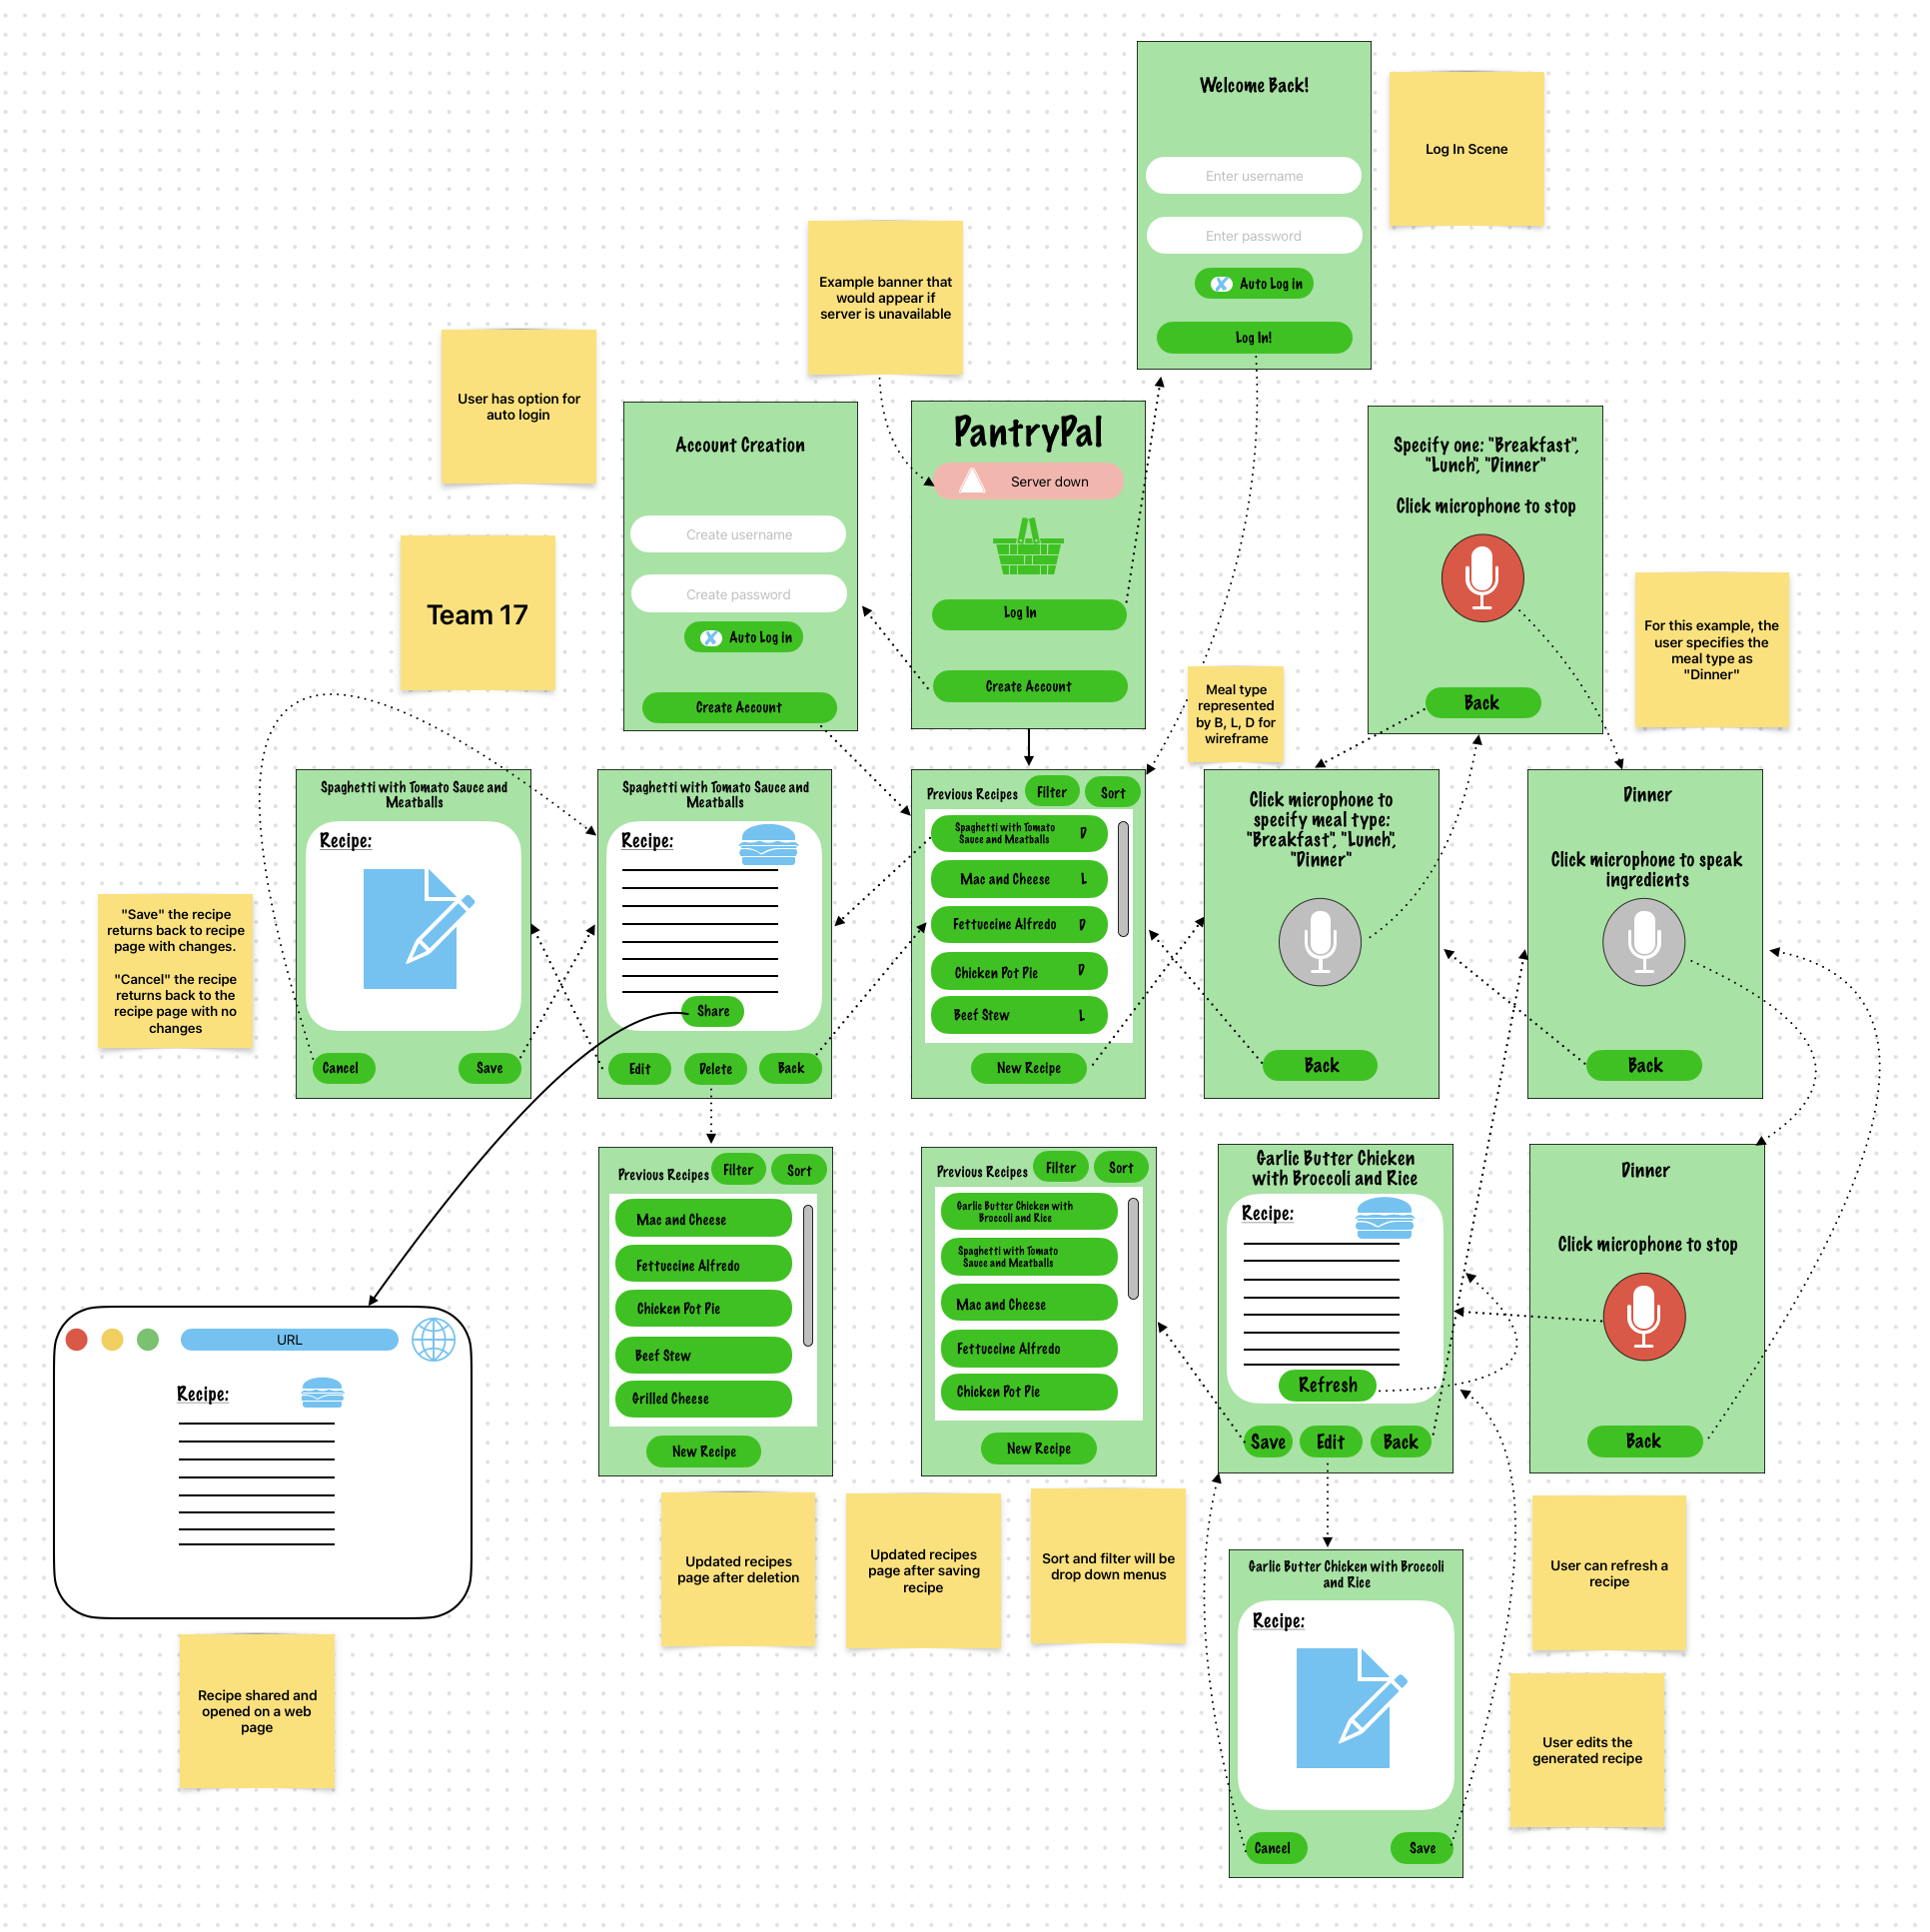 Welcome Back!
Enter username
Enter password
Auto Log in
Log In!
Log In Scene
Example banner that
would appear if
server is unavailable
User has option for
auto login
Team 17
Account Creation
Create username
Create password
Auto Log in
Create Account
PantryPal
Server down
Log In
Create Account
Specify one: "Breakfast",
"Lunch", "Dinner"
Click microphone to stop
Back
For this example, the
user specifies the
meal type as
"Dinner"
Meal type
represented
by B, L, D for
wireframe
"Save" the recipe
returns back to recipe
page with changes.
"Cancel" the recipe
returns back to the
recipe page with no
changes
Spaghetti with Tomato Sauce and
Meatballs
Recipe:
Cancel
Save
Spaghetti with Tomato Sauce and
Meatballs
Recipe:
Share
Edit
Delete
Back
Previous Recipes
Filter
Sort
Spaghetti with Tomato
Sauce and Meatballs
D
Mac and Cheese
L
Fettuccine Alfredo
D
Chicken Pot Pie
D
Beef Stew
L
New Recipe
Click microphone to
specify meal type:
"Breakfast", "Lunch",
"Dinner"
Back
Dinner
Click microphone to speak
ingredients
Back
URL
Recipe:
Recipe shared and
opened on a web
page
Previous Recipes
Filter
Sort
Mac and Cheese
Fettuccine Alfredo
Chicken Pot Pie
Beef Stew
Grilled Cheese
New Recipe
Previous Recipes
Filter
Sort
Garlic Butter Chicken with
Broccoli and Rice
Spaghetti with Tomato
Sauce and Meatballs
Mac and Cheese
Fettuccine Alfredo
Chicken Pot Pie
New Recipe
Garlic Butter Chicken
with Broccoli and Rice
Recipe:
Refresh
Save
Edit
Back
Dinner
Click microphone to stop
Back
Updated recipes
page after deletion
Updated recipes
page after saving
recipe
Sort and filter will be
drop down menus
User can refresh a
recipe
Garlic Butter Chicken with Broccoli
and Rice
Recipe:
Cancel
Save
User edits the
generated recipe